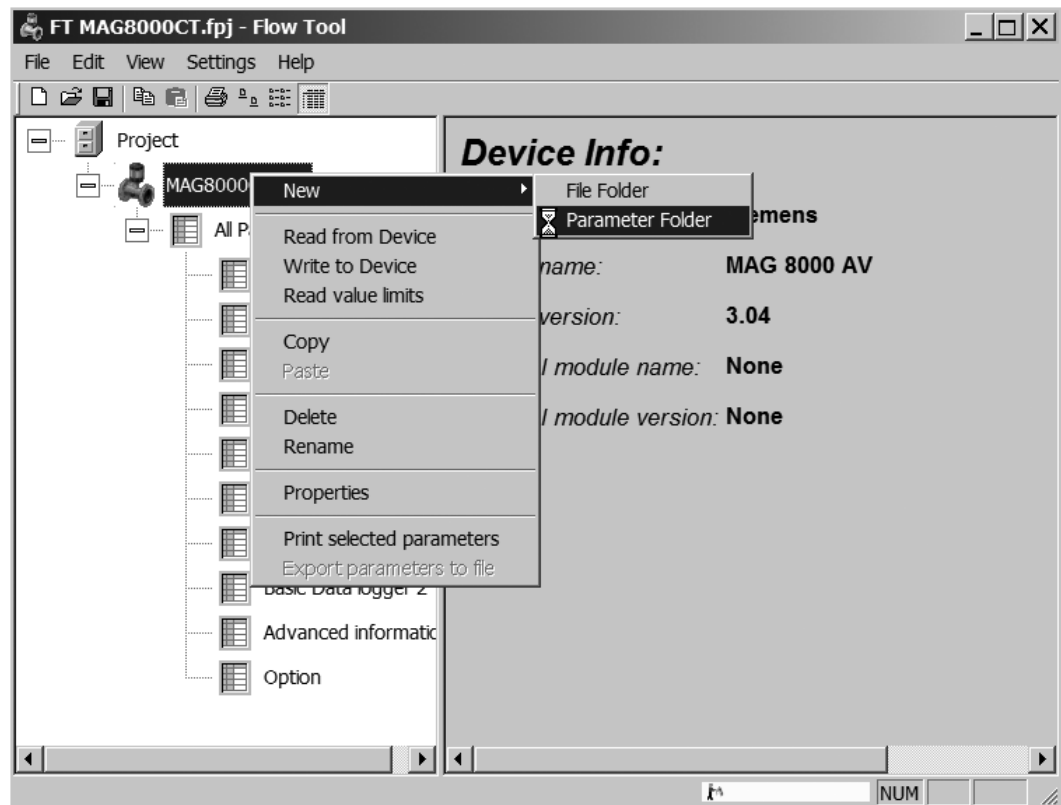 FT MAG8000CT.fpj - Flow Tool
File Edit View Settings Help
Project
MAG8000
All P
Basic Data logger 2
Advanced informatic
Option
New
Read from Device
Write to Device
Read value limits
Copy
Paste
Delete
Rename
Properties
Print selected parameters
Export parameters to file
File Folder
Parameter Folder
Device Info:
emens
name: MAG 8000 AV
version: 3.04
l module name: None
l module version: None
NUM